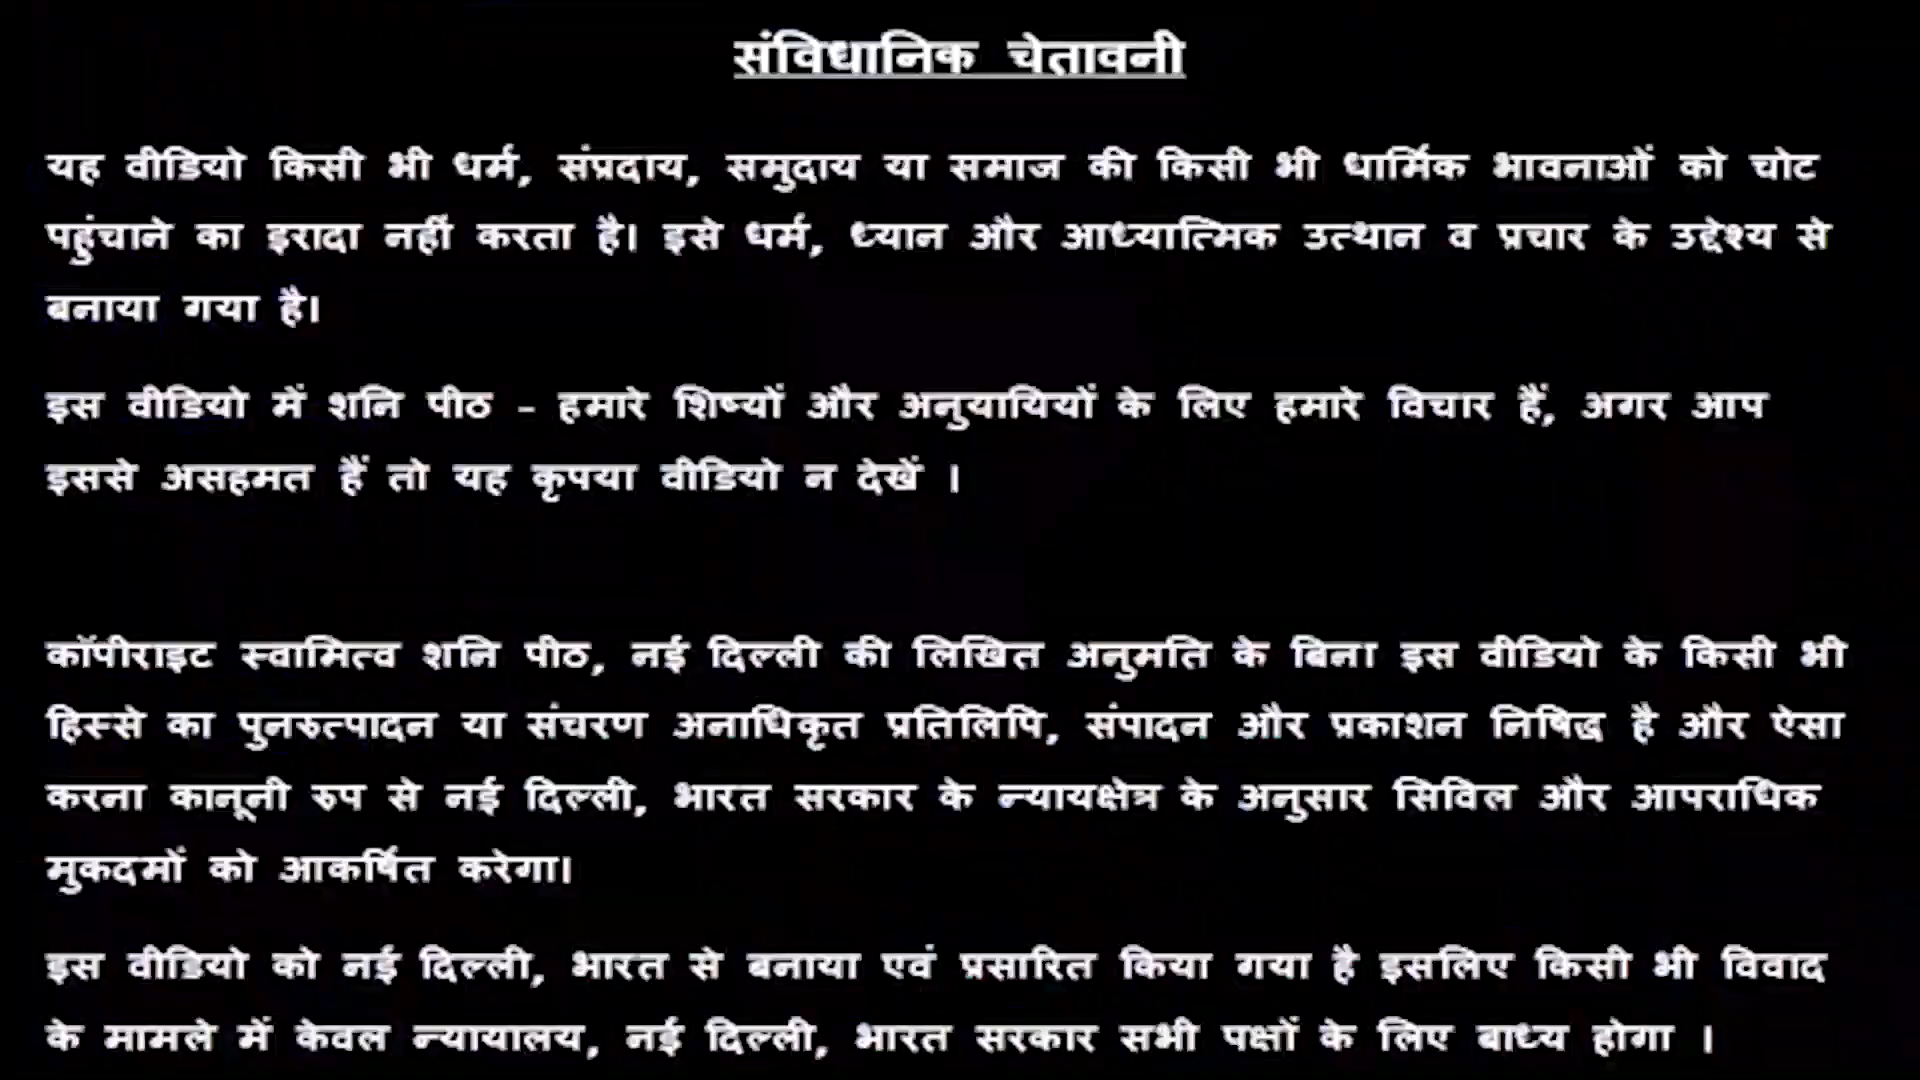 संविधानिक चेतावनी
यह वीडियो किसी भी धर्म, संप्रदाय, समुदाय या समाज की किसी भी धार्मिक भावनाओं को चोट
पहुंचाने का इरादा नहीं करता है। इसे धर्म, ध्यान और आध्यात्मिक उत्थान व प्रचार के उद्देश्य से
बनाया गया है।
इस वीडियो में शनि पीठ - हमारे शिष्यों और अनुयायियों के लिए हमारे विचार हैं, अगर आप
इससे असहमत हैं तो यह कृपया वीडियो न देखें ।
कॉपीराइट स्वामित्व शनि पीठ, नई दिल्ली की लिखित अनुमति के बिना इस वीडियो के किसी भी
हिस्से का पुनरुत्पादन या संचरण अनाधिकृत प्रतिलिपि, संपादन और प्रकाशन निषिद्ध है और ऐसा
करना कानूनी रुप से नई दिल्ली, भारत सरकार के न्यायक्षेत्र के अनुसार सिविल और आपराधिक
मुकदमों को आकर्षित करेगा।
इस वीडियो को नई दिल्ली, भारत से बनाया एवं प्रसारित किया गया है इसलिए किसी भी विवाद
के मामले में केवल न्यायालय, नई दिल्ली, भारत सरकार सभी पक्षों के लिए बाध्य होगा ।